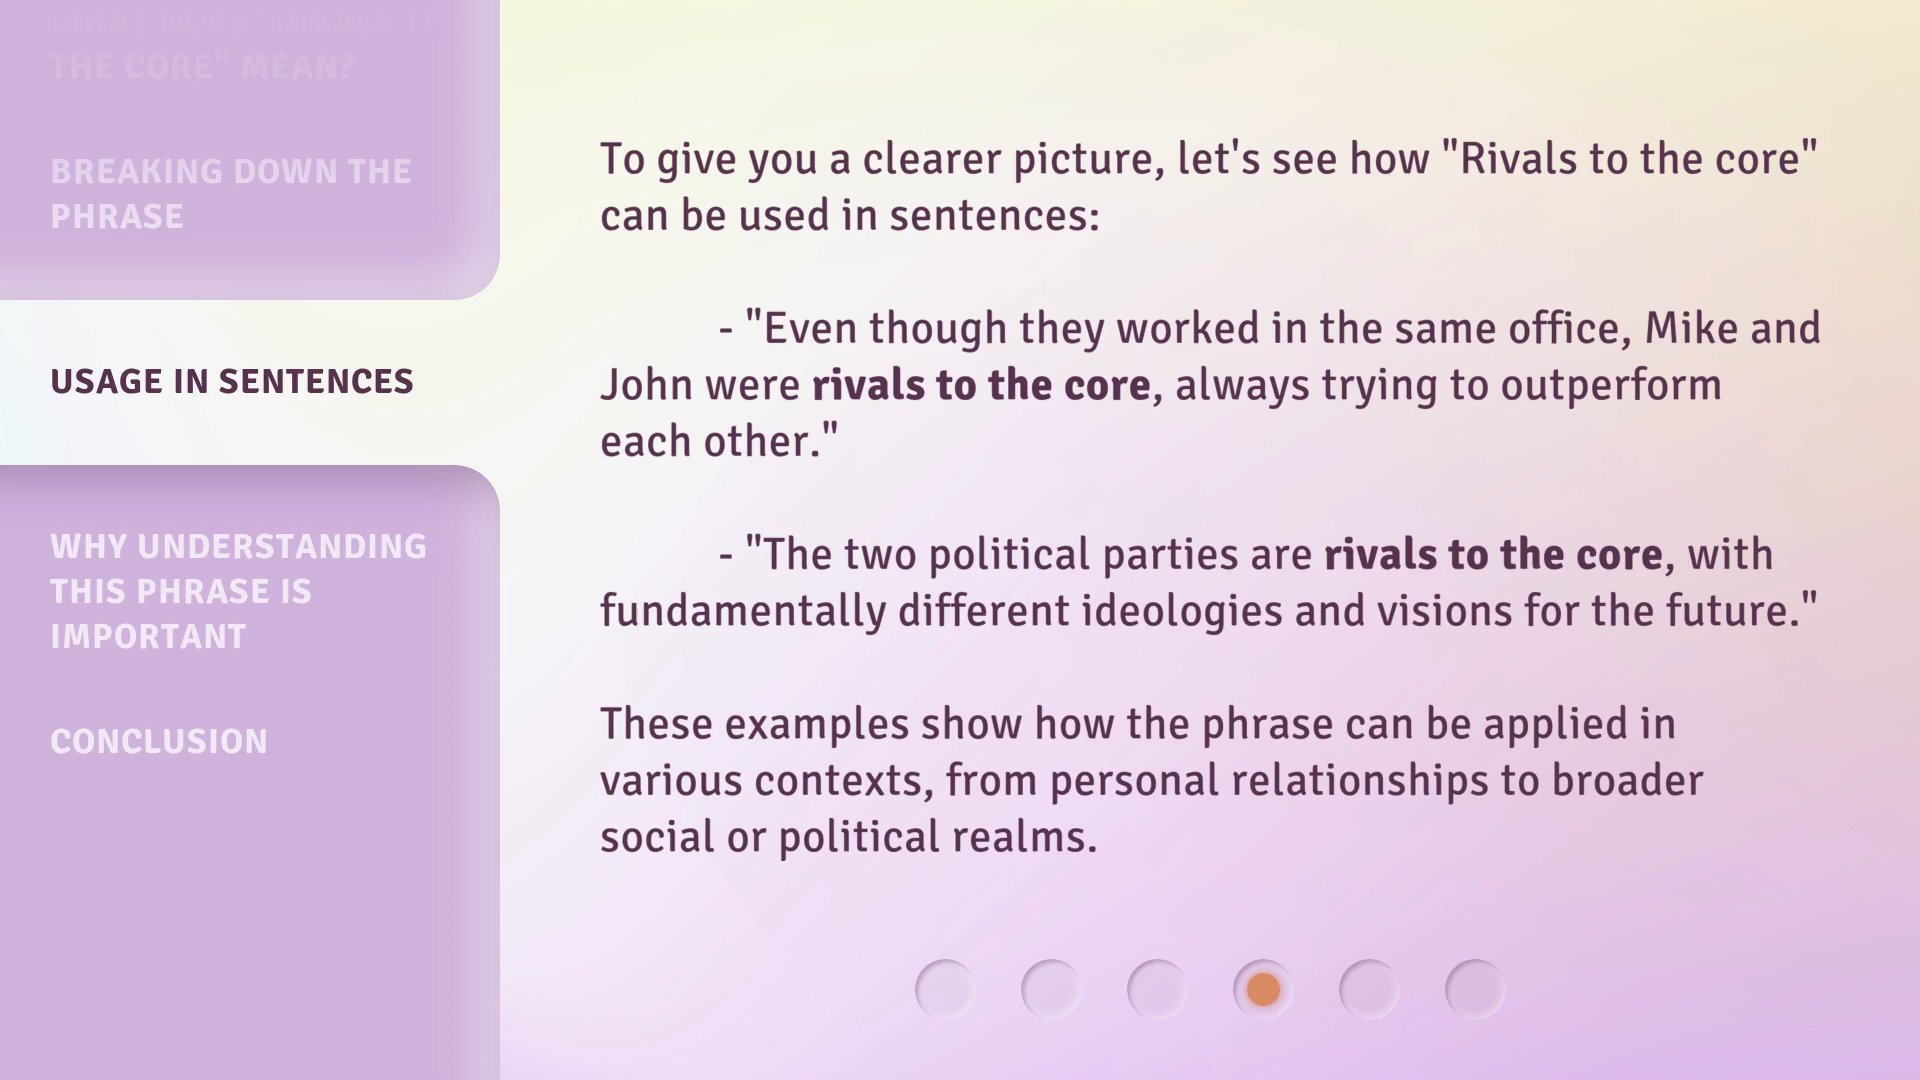 WHAT DOES "RIVALS TO
THE CORE" MEAN?
BREAKING DOWN THE
PHRASE
USAGE IN SENTENCES
WHY UNDERSTANDING
THIS PHRASE IS
IMPORTANT
CONCLUSION
To give you a clearer picture, let's see how "Rivals to the core"
can be used in sentences:
- "Even though they worked in the same office, Mike and
John were rivals to the core, always trying to outperform
each other."
- "The two political parties are rivals to the core, with
fundamentally different ideologies and visions for the future."
These examples show how the phrase can be applied in
various contexts, from personal relationships to broader
social or political realms.